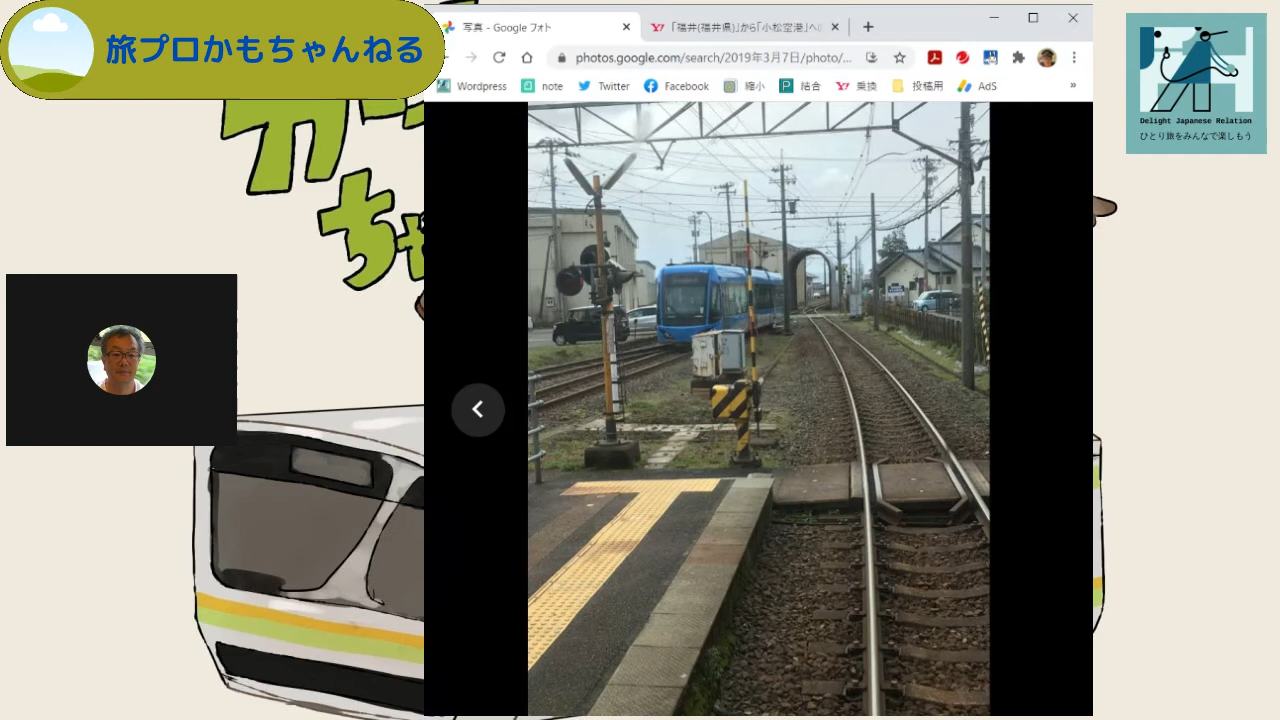 旅プロかもちゃんねる
ちゃ
写真 - Google フォト
「福井(福井県)」から「小松空港」への
photos.google.com/search/2019年3月7日/photo/...
Wordpress
note
Twitter
Facebook
縮小
結合
乗換
投稿用
AdS
»
Delight Japanese Relation
ひとり旅をみんなで楽しもう